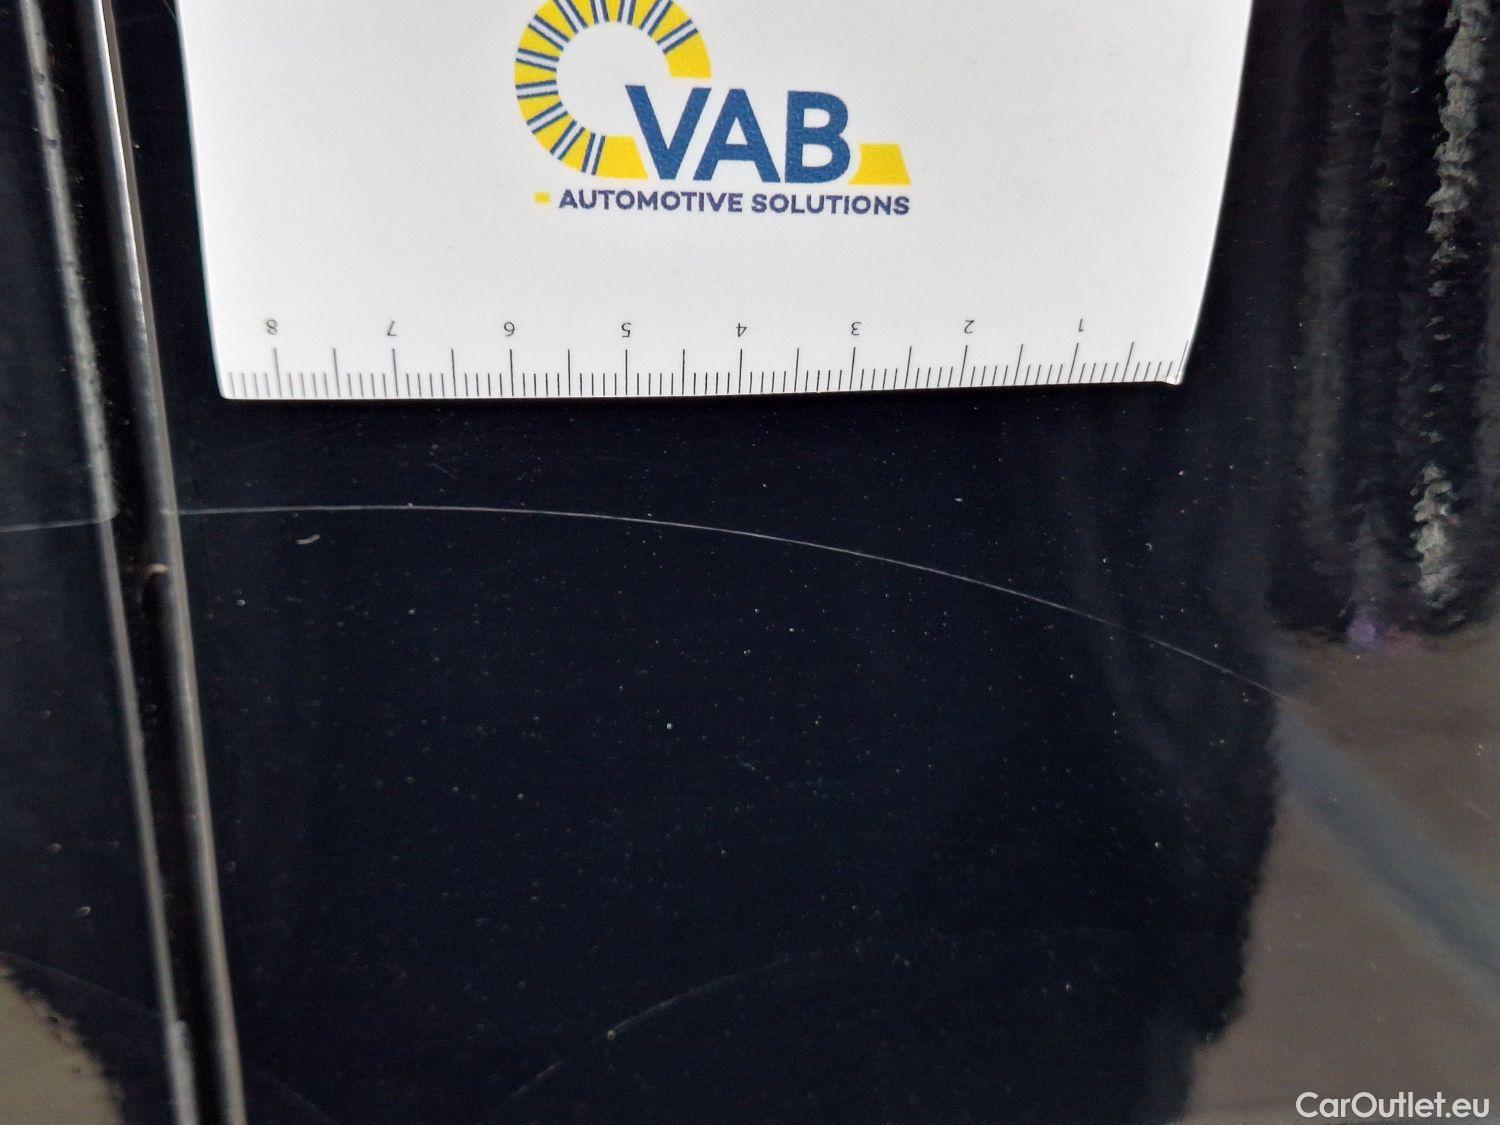 VAB
AUTOMOTIVE SOLUTIONS
8 7 6 5 4 3 2 1
CarOutlet.eu